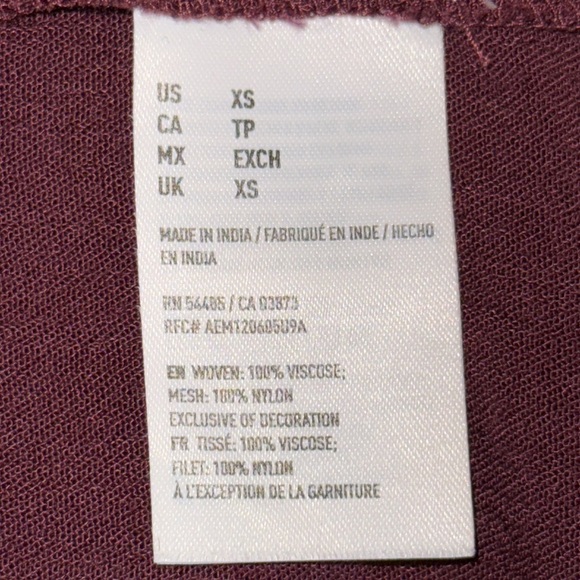 US XS
CA TP
MX EXCH
UK XS
MADE IN INDIA / FABRIQUÉ EN INDE / HECHO
EN INDIA
RN 54485 / CA 03873
RFC# AEM120605U9A
EN WOVEN: 100% VISCOSE;
MESH: 100% NYLON
EXCLUSIVE OF DECORATION
FR TISSÉ: 100% VISCOSE;
FILET: 100% NYLON
À L'EXCEPTION DE LA GARNITURE